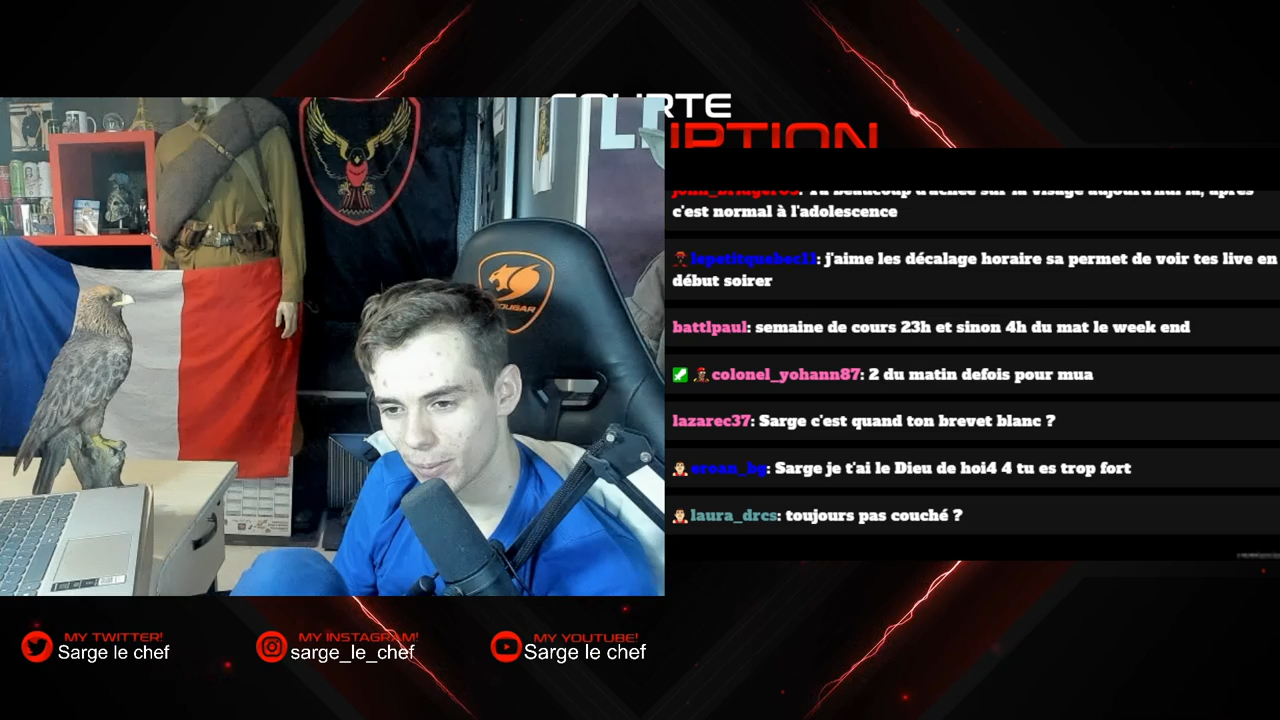 IPTION
c'est normal à l'adolescence
lepetitquebec11: j'aime les décalage horaire sa permet de voir tes live en
début soirer
battlpaul: semaine de cours 23h et sinon 4h du mat le week end
colonel_yohann87: 2 du matin defois pour mua
lazarec37: Sarge c'est quand ton brevet blanc ?
eroan_bg: Sarge je t'ai le Dieu de hoi4 4 tu es trop fort
laura_drcs: toujours pas couché ?
COUGAR
MY TWITTER!
Sarge le chef
MY INSTAGRAM!
sarge_le_chef
MY YOUTUBE!
Sarge le chef